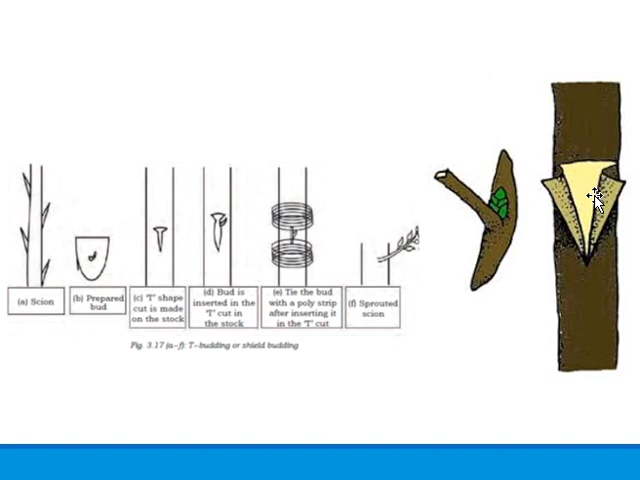 (a) Scion
(b) Prepared
bud
(c) 'T' shape
cut is made
on the stock
(d) Bud is
inserted in the
'T' cut in
the stock
(e) Tie the bud
with a poly strip
after inserting it
in the 'T' cut
(f) Sprouted
scion
Fig 3.17 (a–f): T–budding or shield budding